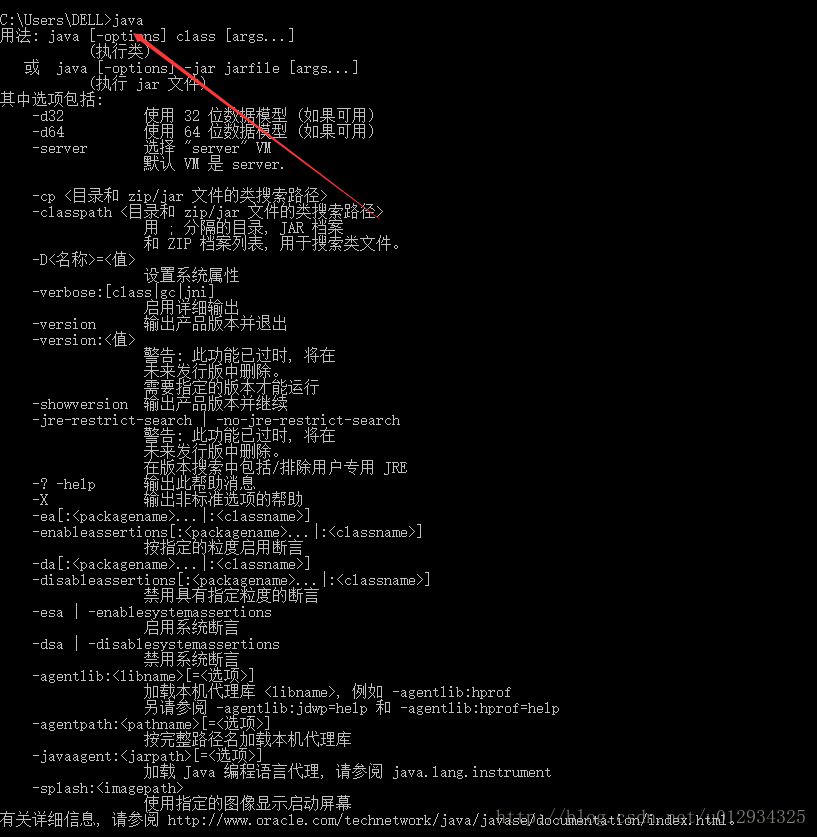 C:\Users\DELL>java
用法: java [-options] class [args...]
(执行类)
或 java [-options] -jar jarfile [args...]
(执行 jar 文件)
其中选项包括:
-d32 使用 32 位数据模型 (如果可用)
-d64 使用 64 位数据模型 (如果可用)
-server 选择 "server" VM
默认 VM 是 server.
-cp <目录和 zip/jar 文件的类搜索路径>
-classpath <目录和 zip/jar 文件的类搜索路径>
用 ; 分隔的目录, JAR 档案
和 ZIP 档案列表, 用于搜索类文件。
-D<名称>=<值>
设置系统属性
-verbose:[class|gc|jni]
启用详细输出
-version 输出产品版本并退出
-version:<值>
警告: 此功能已过时, 将在
未来发行版中删除。
需要指定的版本才能运行
-showversion 输出产品版本并继续
-jre-restrict-search | -no-jre-restrict-search
警告: 此功能已过时, 将在
未来发行版中删除。
在版本搜索中包括/排除用户专用 JRE
-? -help 输出此帮助消息
-X 输出非标准选项的帮助
-ea[:<packagename>...|:<classname>]
-enableassertions[:<packagename>...|:<classname>]
按指定的粒度启用断言
-da[:<packagename>...|:<classname>]
-disableassertions[:<packagename>...|:<classname>]
禁用具有指定粒度的断言
-esa | -enablesystemassertions
启用系统断言
-dsa | -disablesystemassertions
禁用系统断言
-agentlib:<libname>[=<选项>]
加载本机代理库 <libname>, 例如 -agentlib:hprof
另请参阅 -agentlib:jdwp=help 和 -agentlib:hprof=help
-agentpath:<pathname>[=<选项>]
按完整路径名加载本机代理库
-javaagent:<jarpath>[=<选项>]
加载 Java 编程语言代理, 请参阅 java.lang.instrument
-splash:<imagepath>
使用指定的图像显示启动屏幕
有关详细信息, 请参阅 http://www.oracle.com/technetwork/java/javase/documentation/index.html。
http://blog.csdn.net/u012934325